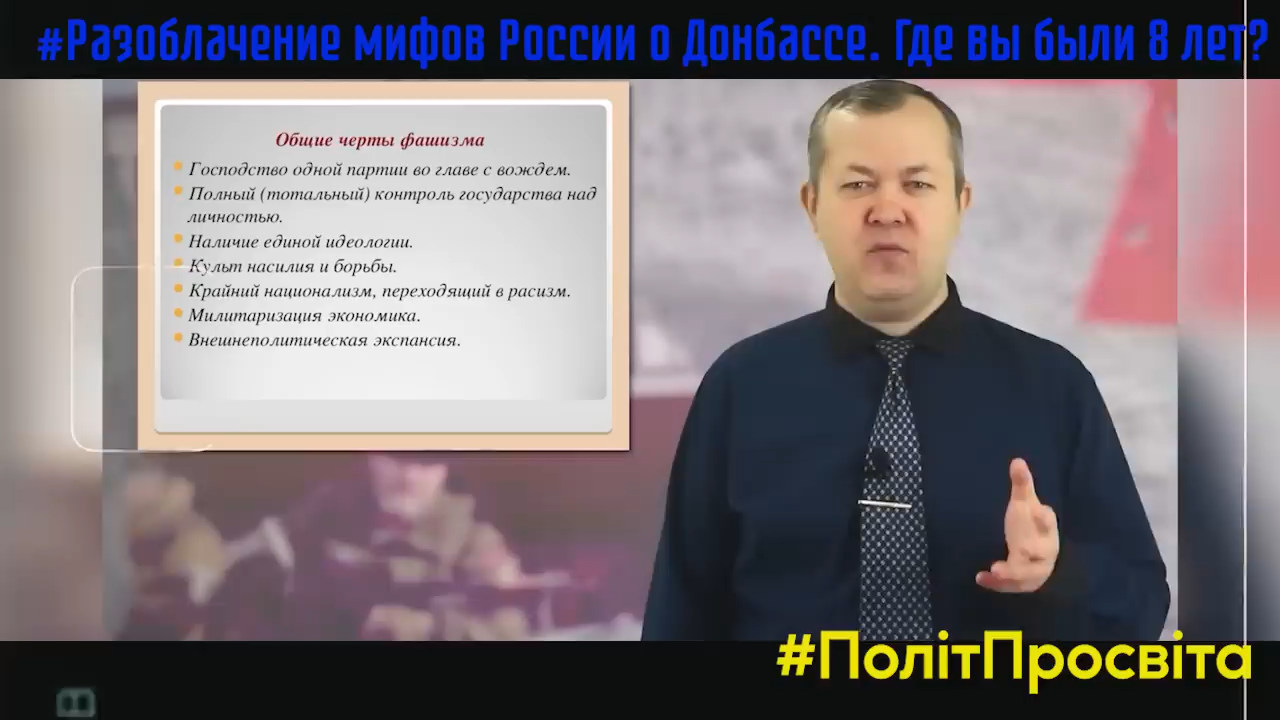 #Разоблачение мифов России о Донбассе. Где вы были 8 лет?
Общие черты фашизма
Господство одной партии во главе с вождем.
Полный (тотальный) контроль государства над
личностью.
Наличие единой идеологии.
Культ насилия и борьбы.
Крайний национализм, переходящий в расизм.
Милитаризация экономика.
Внешнеполитическая экспансия.
#ПолітПросвіта